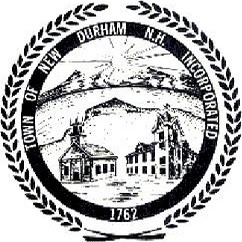 TOWN OF NEW DURHAM N.H. INCORPORATED
1762